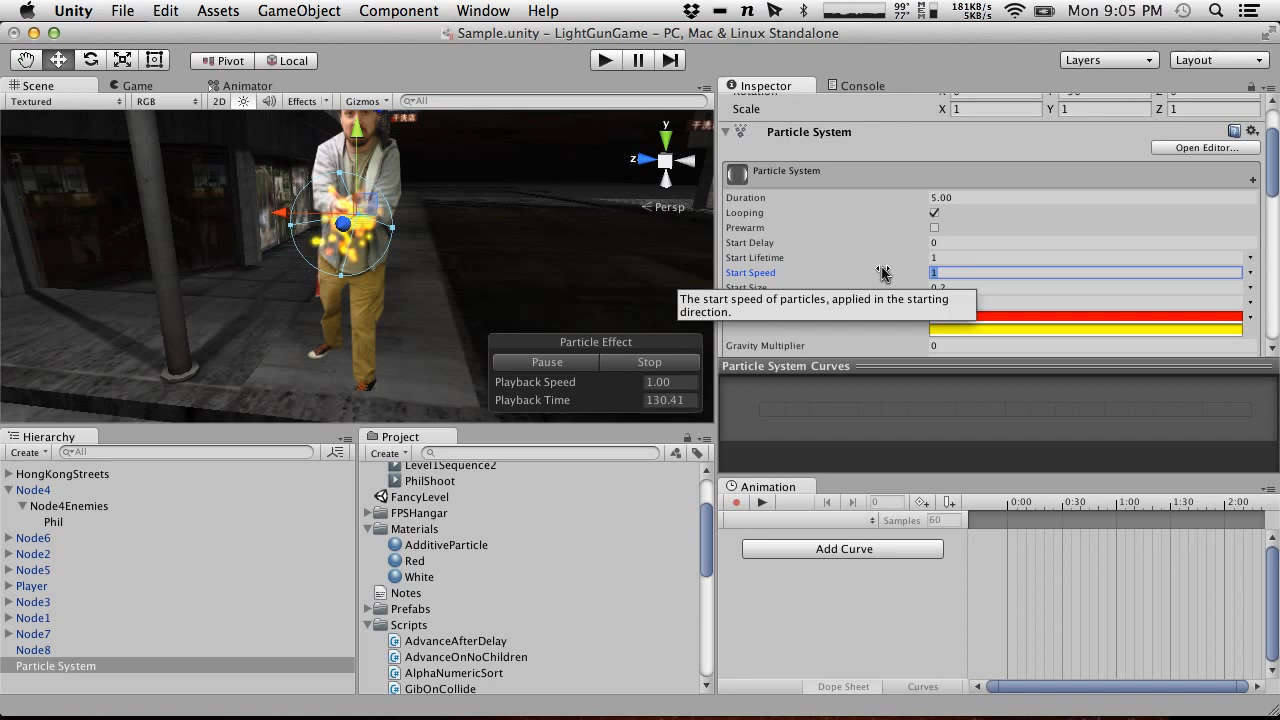 Unity File Edit Assets GameObject Component Window Help
99° 77° 181KB/s 5KB/s Mon 9:05 PM
Sample.unity - LightGunGame - PC, Mac & Linux Standalone
Pivot Local Layers Layout
Scene Game Animator
Textured RGB 2D Effects Gizmos All
y
z
Persp
Particle Effect
Pause Stop
Playback Speed 1.00
Playback Time 130.41
Inspector Console
Scale X 1 Y 1 Z 1
Particle System
Open Editor...
Particle System
Duration 5.00
Looping
Prewarm
Start Delay 0
Start Lifetime 1
Start Speed 1
Start Size 0.2
The start speed of particles, applied in the starting
direction.
Gravity Multiplier 0
Particle System Curves
Hierarchy
Create All
HongKongStreets
Node4
Node4Enemies
Phil
Node6
Node2
Node5
Player
Node3
Node1
Node7
Node8
Particle System
Project
Create
Level1Sequence2
PhilShoot
FancyLevel
FPSHangar
Materials
AdditiveParticle
Red
White
Notes
Prefabs
Scripts
AdvanceAfterDelay
AdvanceOnNoChildren
AlphaNumericSort
GibOnCollide
Animation
0 0:00 0:30 1:00 1:30 2:00
Samples 60
Add Curve
Dope Sheet Curves